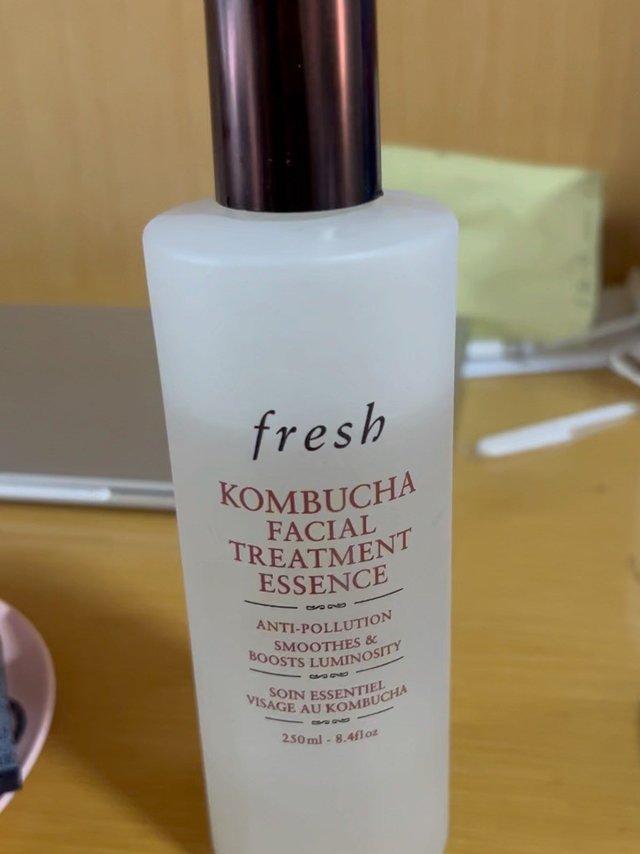 fresh
KOMBUCHA
FACIAL
TREATMENT
ESSENCE
ANTI-POLLUTION
SMOOTHES &
BOOSTS LUMINOSITY
SOIN ESSENTIEL
VISAGE AU KOMBUCHA
250ml - 8.4fl oz